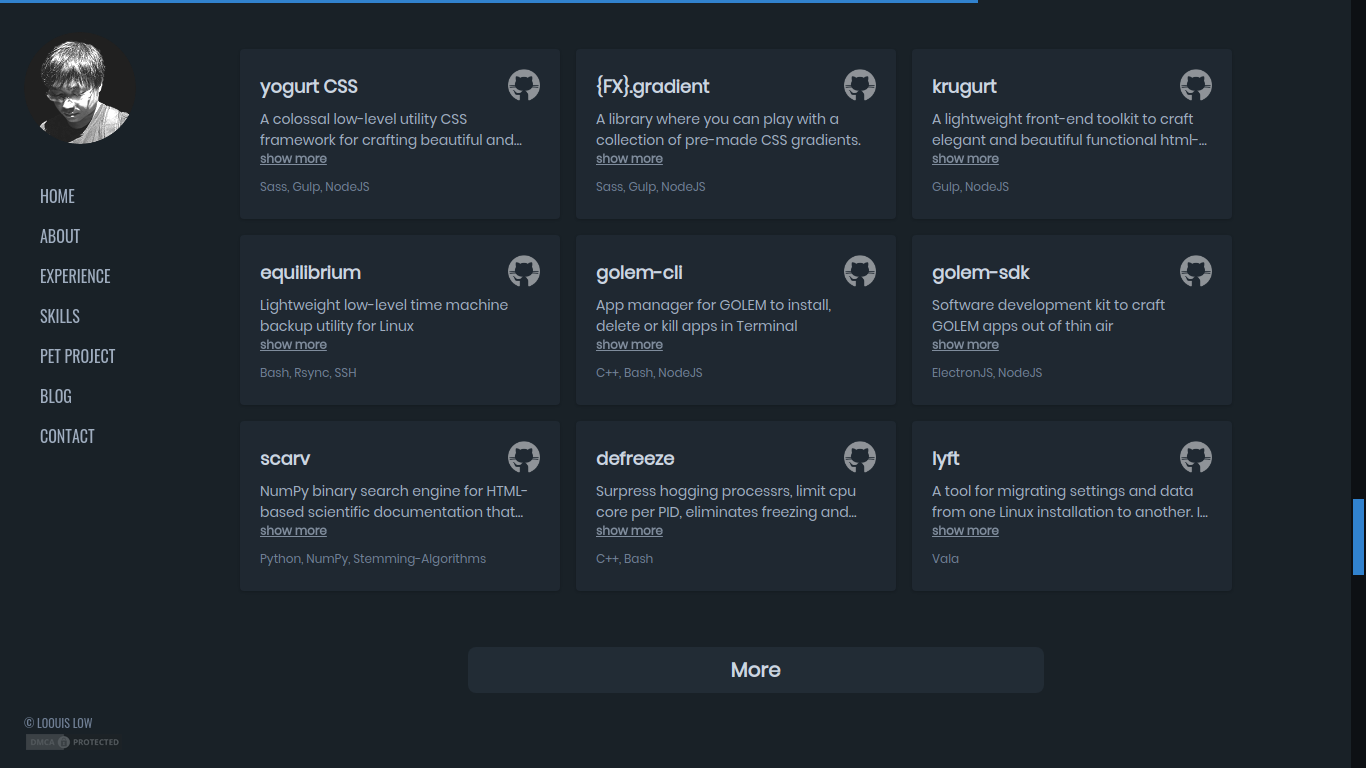 HOME
ABOUT
EXPERIENCE
SKILLS
PET PROJECT
BLOG
CONTACT
© LOOUIS LOW
DMCA PROTECTED
yogurt CSS
A colossal low-level utility CSS
framework for crafting beautiful and...
show more
Sass, Gulp, NodeJS
{FX}.gradient
A library where you can play with a
collection of pre-made CSS gradients.
show more
Sass, Gulp, NodeJS
krugurt
A lightweight front-end toolkit to craft
elegant and beautiful functional html-...
show more
Gulp, NodeJS
equilibrium
Lightweight low-level time machine
backup utility for Linux
show more
Bash, Rsync, SSH
golem-cli
App manager for GOLEM to install,
delete or kill apps in Terminal
show more
C++, Bash, NodeJS
golem-sdk
Software development kit to craft
GOLEM apps out of thin air
show more
ElectronJS, NodeJS
scarv
NumPy binary search engine for HTML-
based scientific documentation that...
show more
Python, NumPy, Stemming-Algorithms
defreeze
Surpress hogging processrs, limit cpu
core per PID, eliminates freezing and...
show more
C++, Bash
lyft
A tool for migrating settings and data
from one Linux installation to another. I...
show more
Vala
More